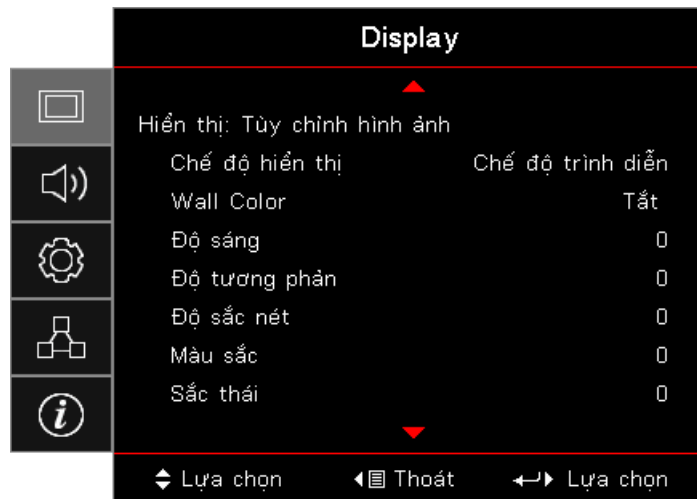 Display
Hiển thị: Tùy chỉnh hình ảnh
Chế độ hiển thị Chế độ trình diễn
Wall Color Tắt
Độ sáng 0
Độ tương phản 0
Độ sắc nét 0
Màu sắc 0
Sắc thái 0
Lựa chọn Thoát Lựa chọn